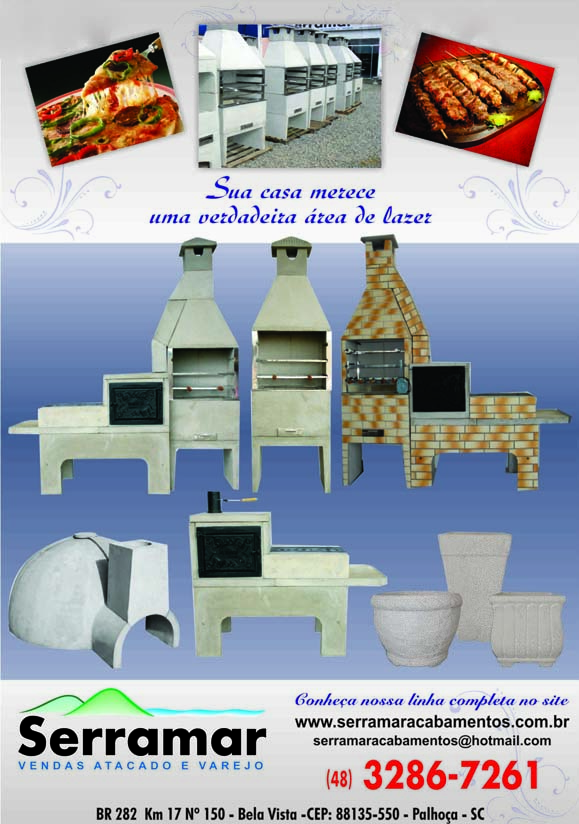 Serramar
Sua casa merece
uma verdadeira área de lazer
Serramar
VENDAS ATACADO E VAREJO
Conheça nossa linha completa no site
www.serramaracabamentos.com.br
serramaracabamentos@hotmail.com
(48) 3286-7261
BR 282 Km 17 Nº 150 - Bela Vista -CEP: 88135-550 - Palhoça - SC